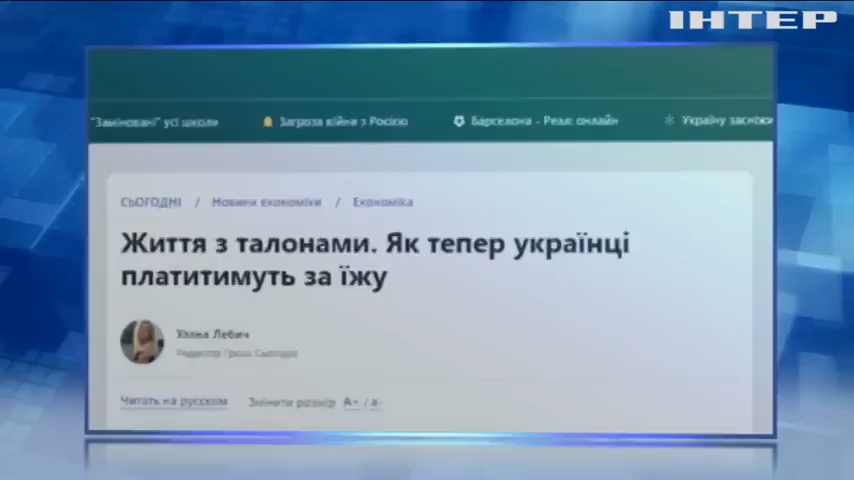 ІНТЕР
"Заміновані" усі школи Загроза війни з Росією Барселона - Реал: онлайн Україну засніжи
СЬОГОДНІ / Новини економіки / Економіка
Життя з талонами. Як тепер українці
платитимуть за їжу
Уляна Лебич
Редактор Гроші Сьогодні
Читать на русском Змінити розмір A+ / a-